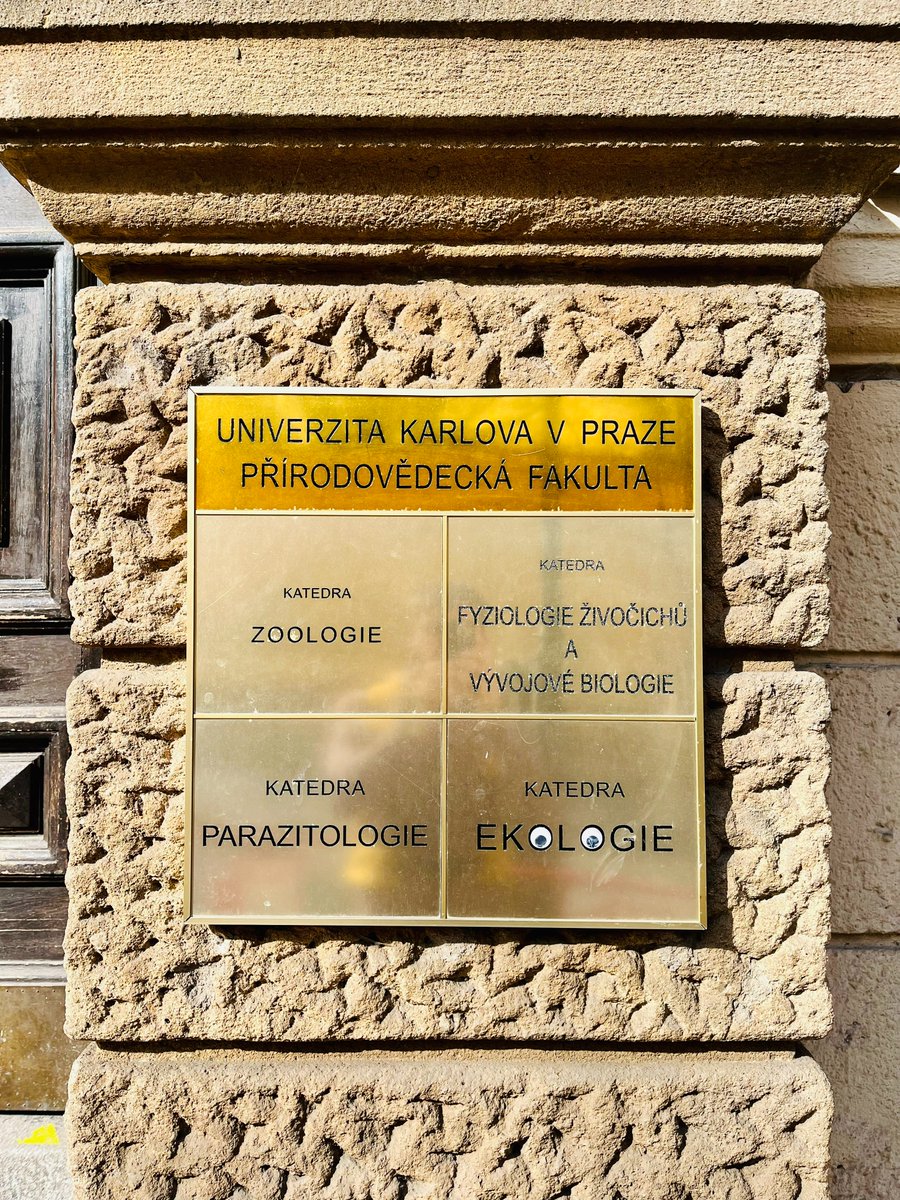 UNIVERZITA KARLOVA V PRAZE
PŘÍRODOVĚDECKÁ FAKULTA
KATEDRA
ZOOLOGIE
KATEDRA
FYZIOLOGIE ŽIVOČICHŮ
A
VÝVOJOVÉ BIOLOGIE
KATEDRA
PARAZITOLOGIE
KATEDRA
EKOLOGIE